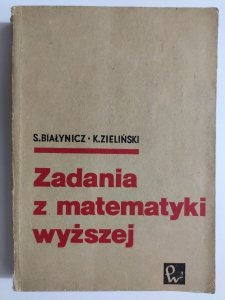 S.BIAŁYNICZ · K.ZIELIŃSKI
Zadania
z matematyki
wyższej